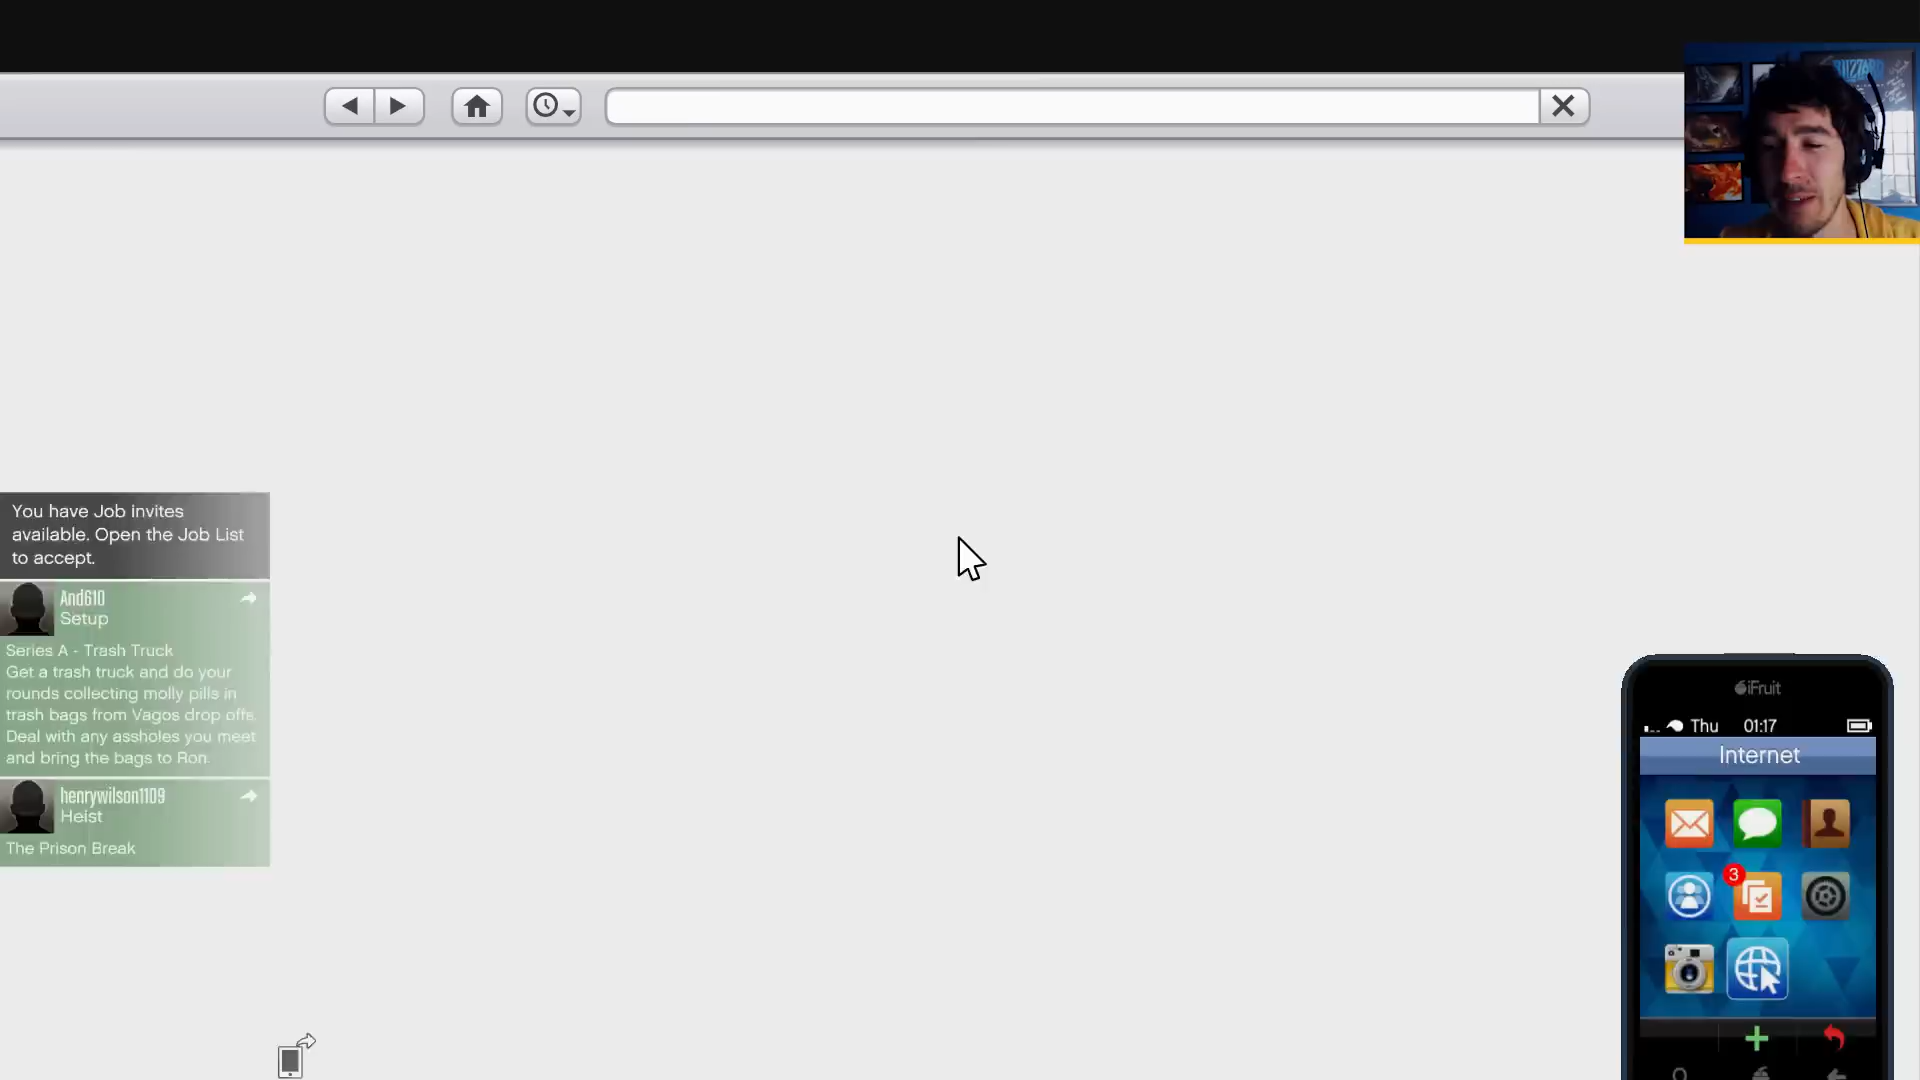 BLIZZARD
You have Job invites
available. Open the Job List
to accept.
And610
Setup
Series A - Trash Truck
Get a trash truck and do your
rounds collecting molly pills in
trash bags from Vagos drop offs.
Deal with any assholes you meet
and bring the bags to Ron.
henrywilson1109
Heist
The Prison Break
iFruit
Thu 01:17
Internet
3